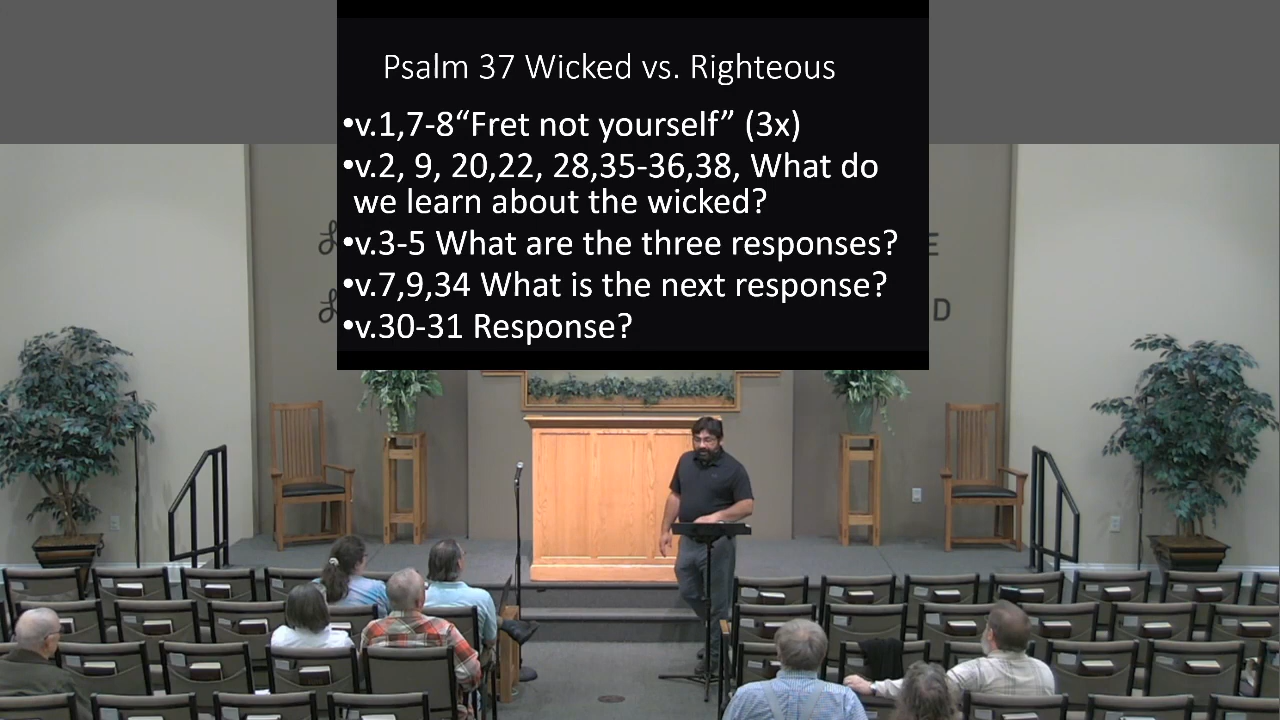 Psalm 37 Wicked vs. Righteous
•v.1,7-8“Fret not yourself” (3x)
•v.2, 9, 20,22, 28,35-36,38, What do
we learn about the wicked?
•v.3-5 What are the three responses?
•v.7,9,34 What is the next response?
•v.30-31 Response?